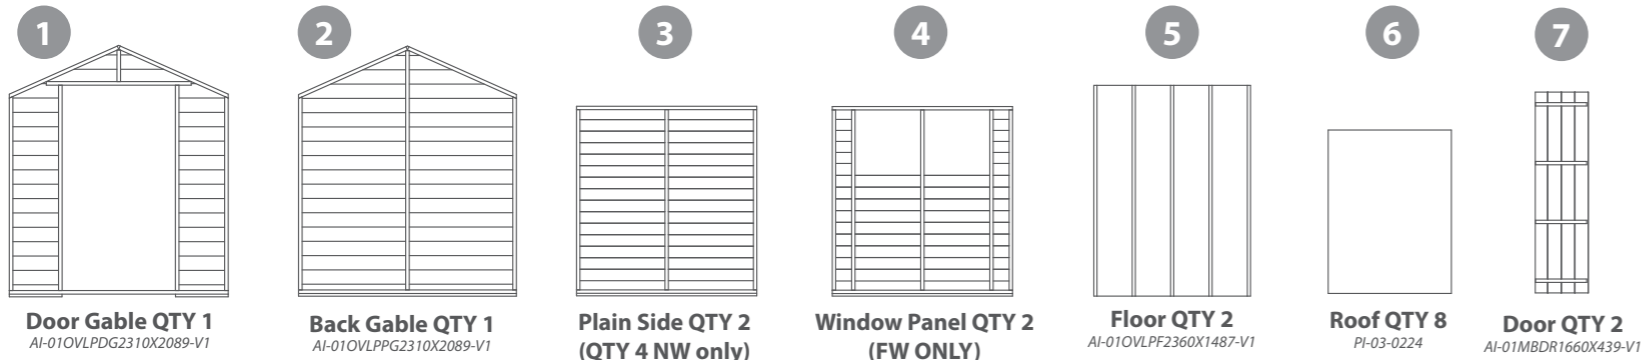 1
2
3
4
5
6
7
Door Gable QTY 1
AI-01OVLPDG2310X2089-V1
Back Gable QTY 1
AI-01OVLPPG2310X2089-V1
Plain Side QTY 2
(QTY 4 NW only)
Window Panel QTY 2
(FW ONLY)
Floor QTY 2
AI-01OVLPF2360X1487-V1
Roof QTY 8
PI-03-0224
Door QTY 2
AI-01MBDR1660X439-V1